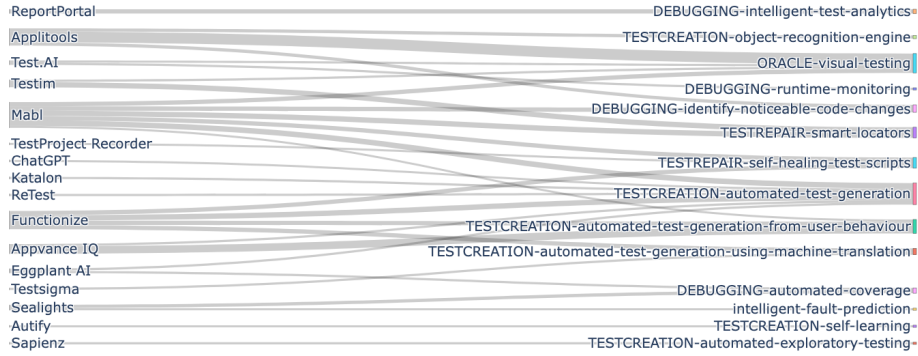 ReportPortal
Applitools
Test.AI
Testim
Mabl
TestProject Recorder
ChatGPT
Katalon
ReTest
Functionize
Appvance IQ
Eggplant AI
Testsigma
Sealights
Autify
Sapienz
DEBUGGING-intelligent-test-analytics
TESTCREATION-object-recognition-engine
ORACLE-visual-testing
DEBUGGING-runtime-monitoring
DEBUGGING-identify-noticeable-code-changes
TESTREPAIR-smart-locators
TESTREPAIR-self-healing-test-scripts
TESTCREATION-automated-test-generation
TESTCREATION-automated-test-generation-from-user-behaviour
TESTCREATION-automated-test-generation-using-machine-translation
DEBUGGING-automated-coverage
intelligent-fault-prediction
TESTCREATION-self-learning
TESTCREATION-automated-exploratory-testing